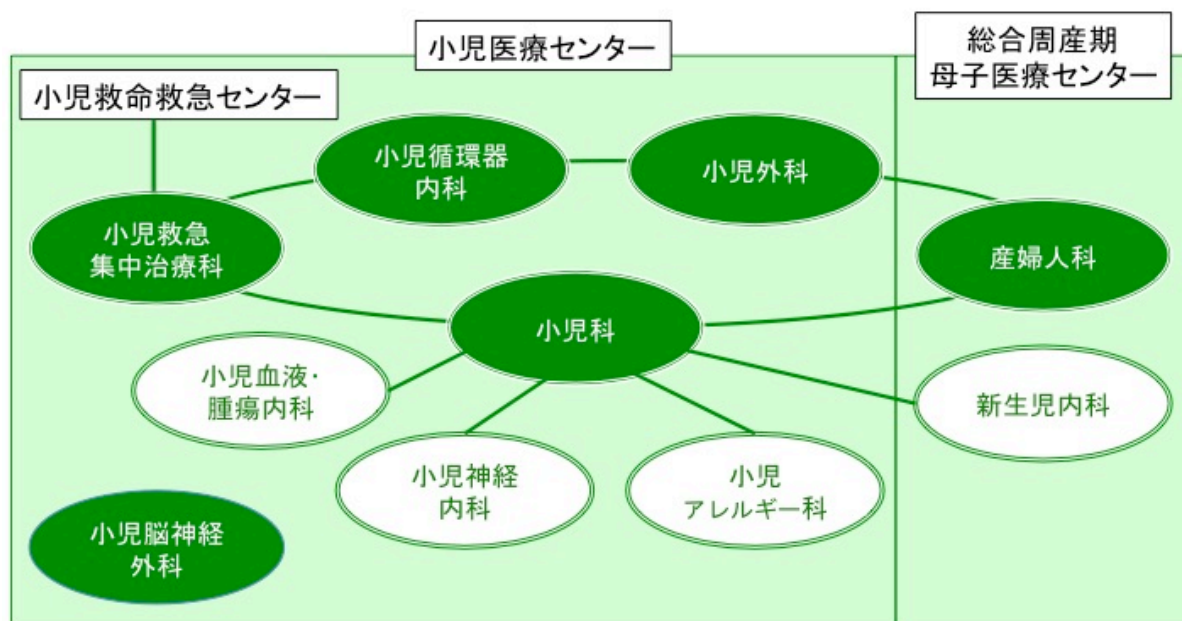 小児医療センター
総合周産期
母子医療センター
小児救命救急センター
小児循環器
内科
小児外科
小児救急
集中治療科
産婦人科
小児科
小児血液・
腫瘍内科
新生児内科
小児神経
内科
小児
アレルギー科
小児脳神経
外科